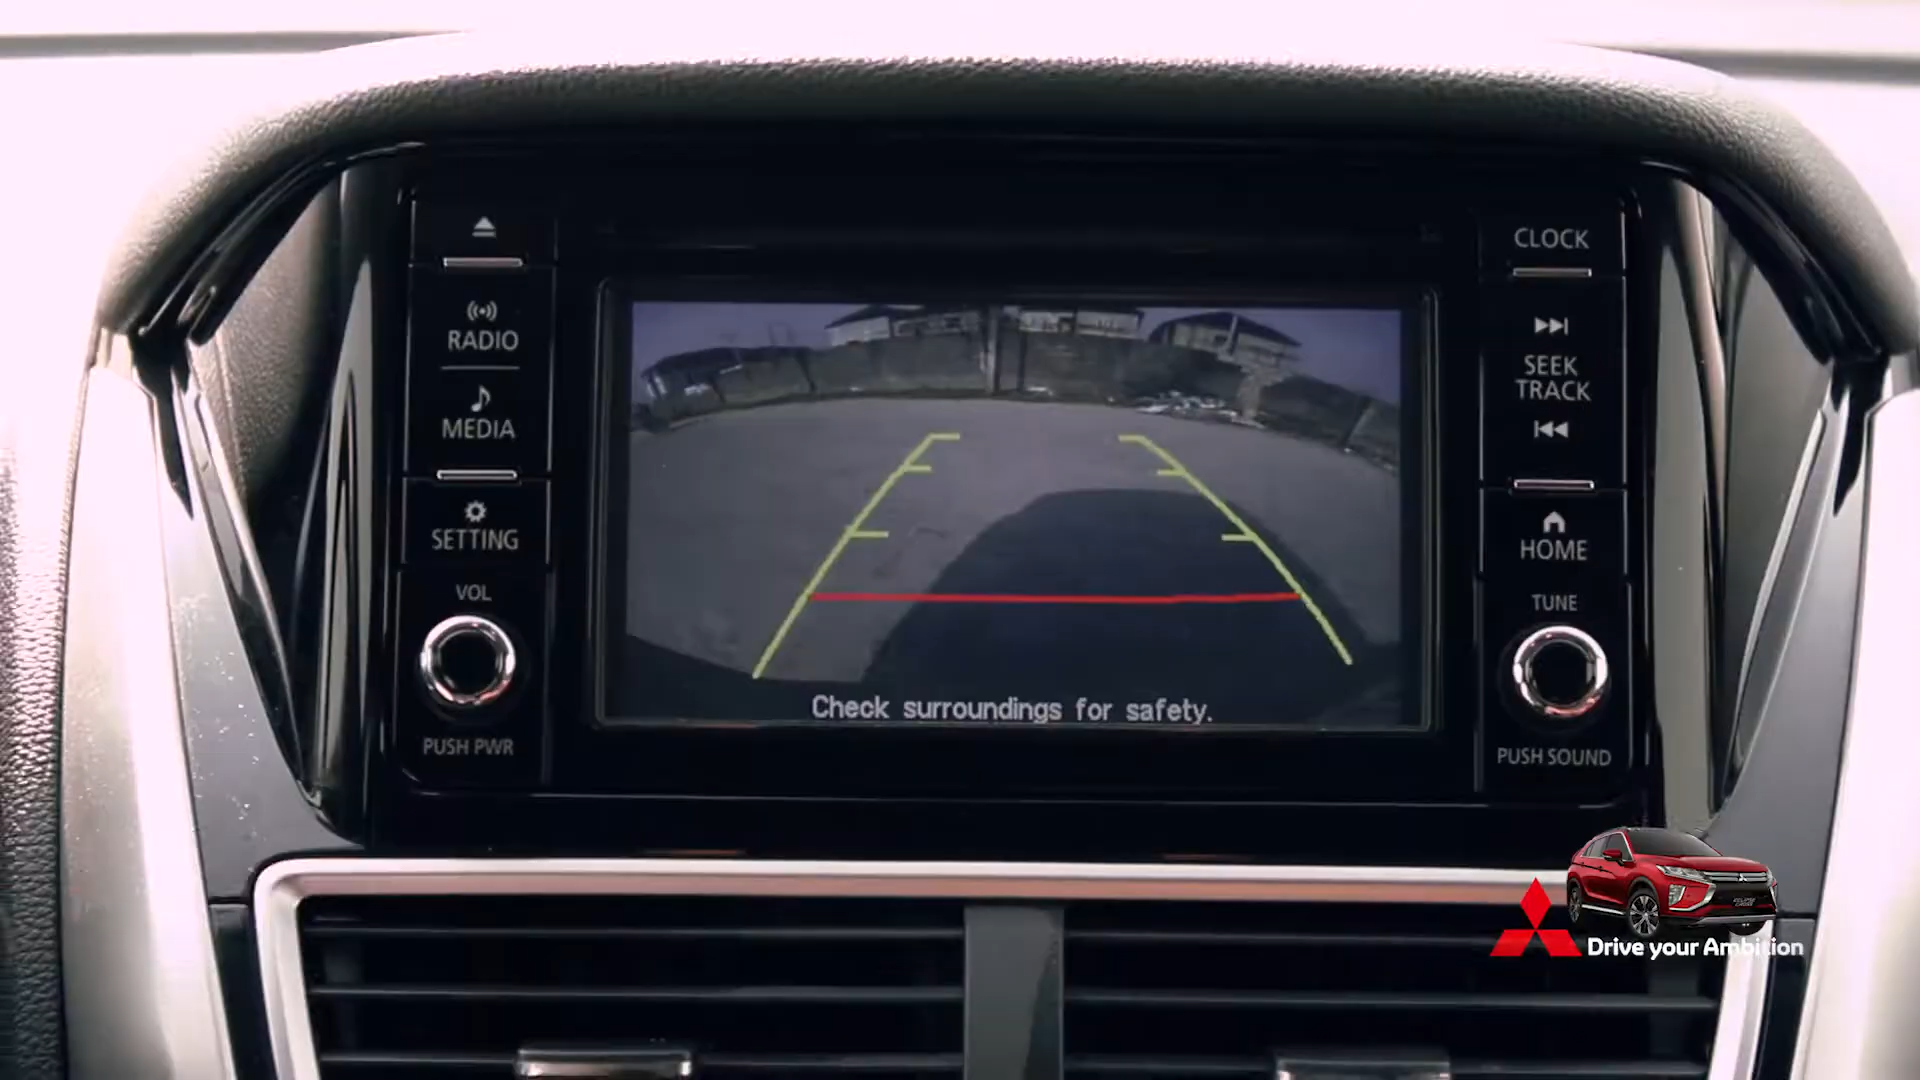 RADIO
MEDIA
SETTING
VOL
PUSH PWR
Check surroundings for safety.
CLOCK
SEEK
TRACK
HOME
TUNE
PUSH SOUND
Drive your Ambition